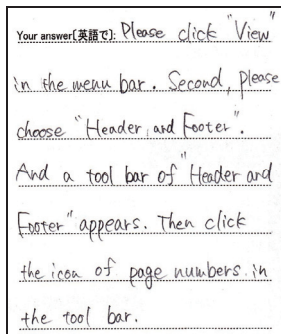 Your answer[英語で]: Please click "View"
in the menu bar. Second, please
choose "Header and Footer".
And a tool bar of "Header and
Footer" appears. Then click
the icon of page numbers in
the tool bar.